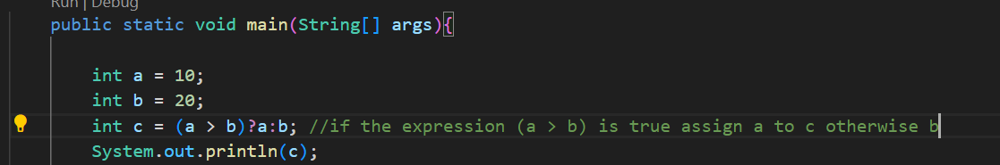 Run | Debug
public static void main(String[] args){
int a = 10;
int b = 20;
int c = (a > b)?a:b; //if the expression (a > b) is true assign a to c otherwise b
System.out.println(c);